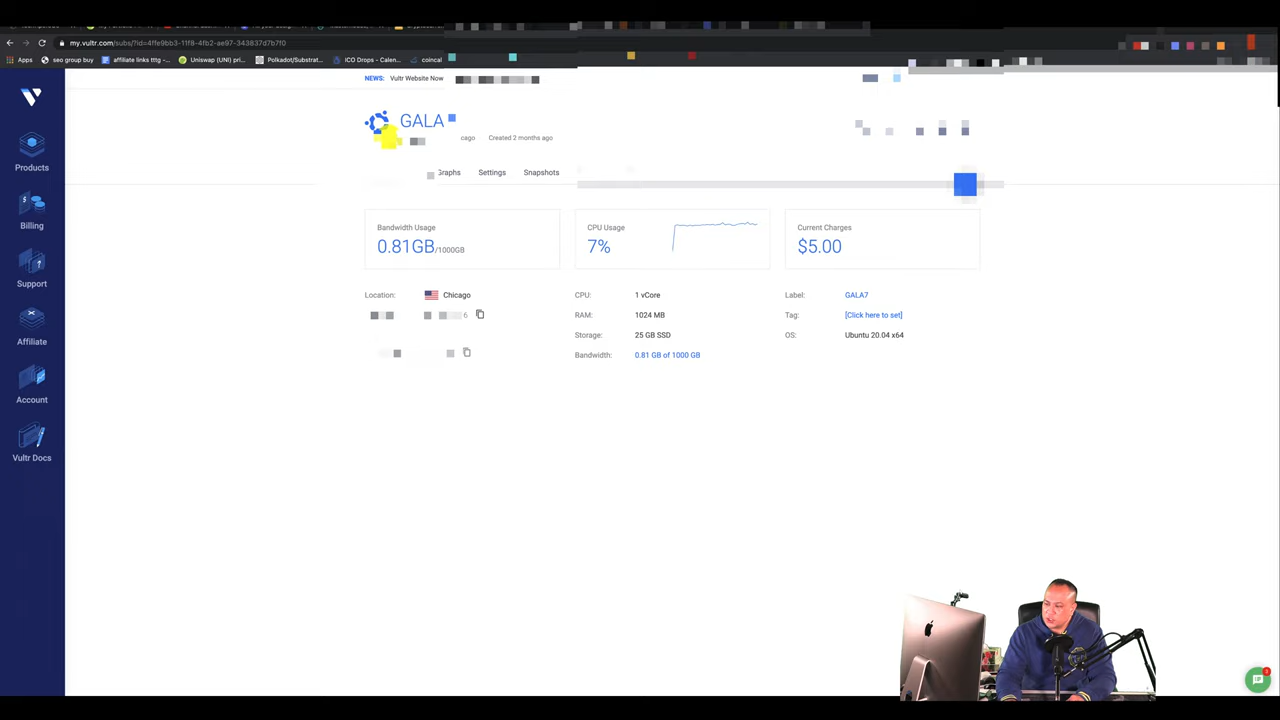 my.vultr.com/subs/?id=4ffe9bb3-11f8-4fb2-ae97-343837d7b7f0
Apps seo group buy affiliate links tttg -... Uniswap (UNI) pri... Polkadot/Substrat... ICO Drops - Calen... coincal
NEWS: Vultr Website Now
GALA
cago Created 2 months ago
Graphs Settings Snapshots
Products
Billing
Support
Affiliate
Account
Vultr Docs
Bandwidth Usage
0.81GB/1000GB
CPU Usage
7%
Current Charges
$5.00
Location: Chicago
6
CPU: 1 vCore
RAM: 1024 MB
Storage: 25 GB SSD
Bandwidth: 0.81 GB of 1000 GB
Label: GALA7
Tag: [Click here to set]
OS: Ubuntu 20.04 x64